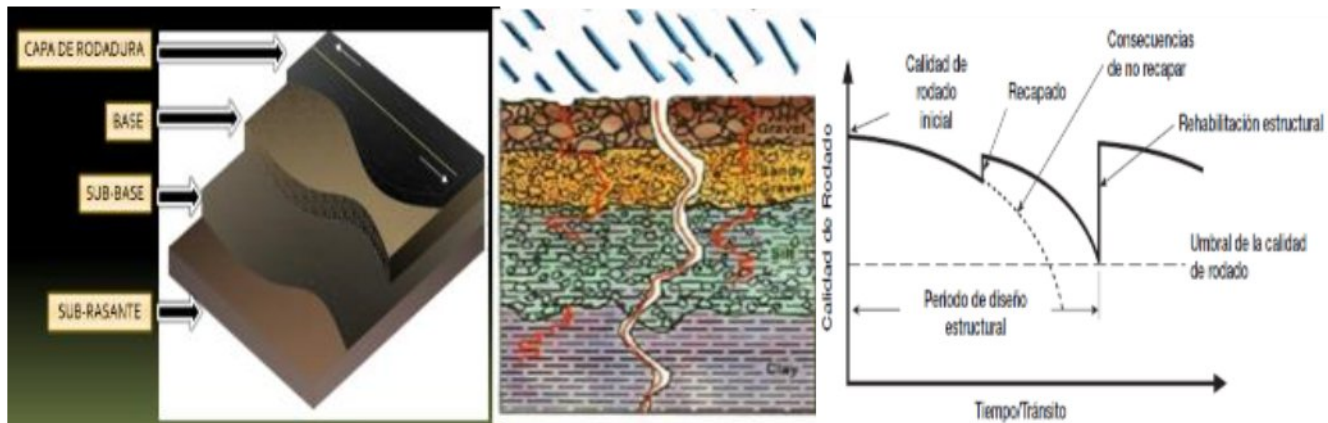 CAPA DE RODADURA
BASE
SUB-BASE
SUB-RASANTE
Gravel
Sandy
Gravel
Silt
Clay
Calidad de
rodado
inicial
Recapado
Consecuencias
de no recapar
Rehabilitación estructural
Umbral de la calidad
de rodado
Período de diseño
estructural
Calidad de Rodado
Tiempo/Tránsito